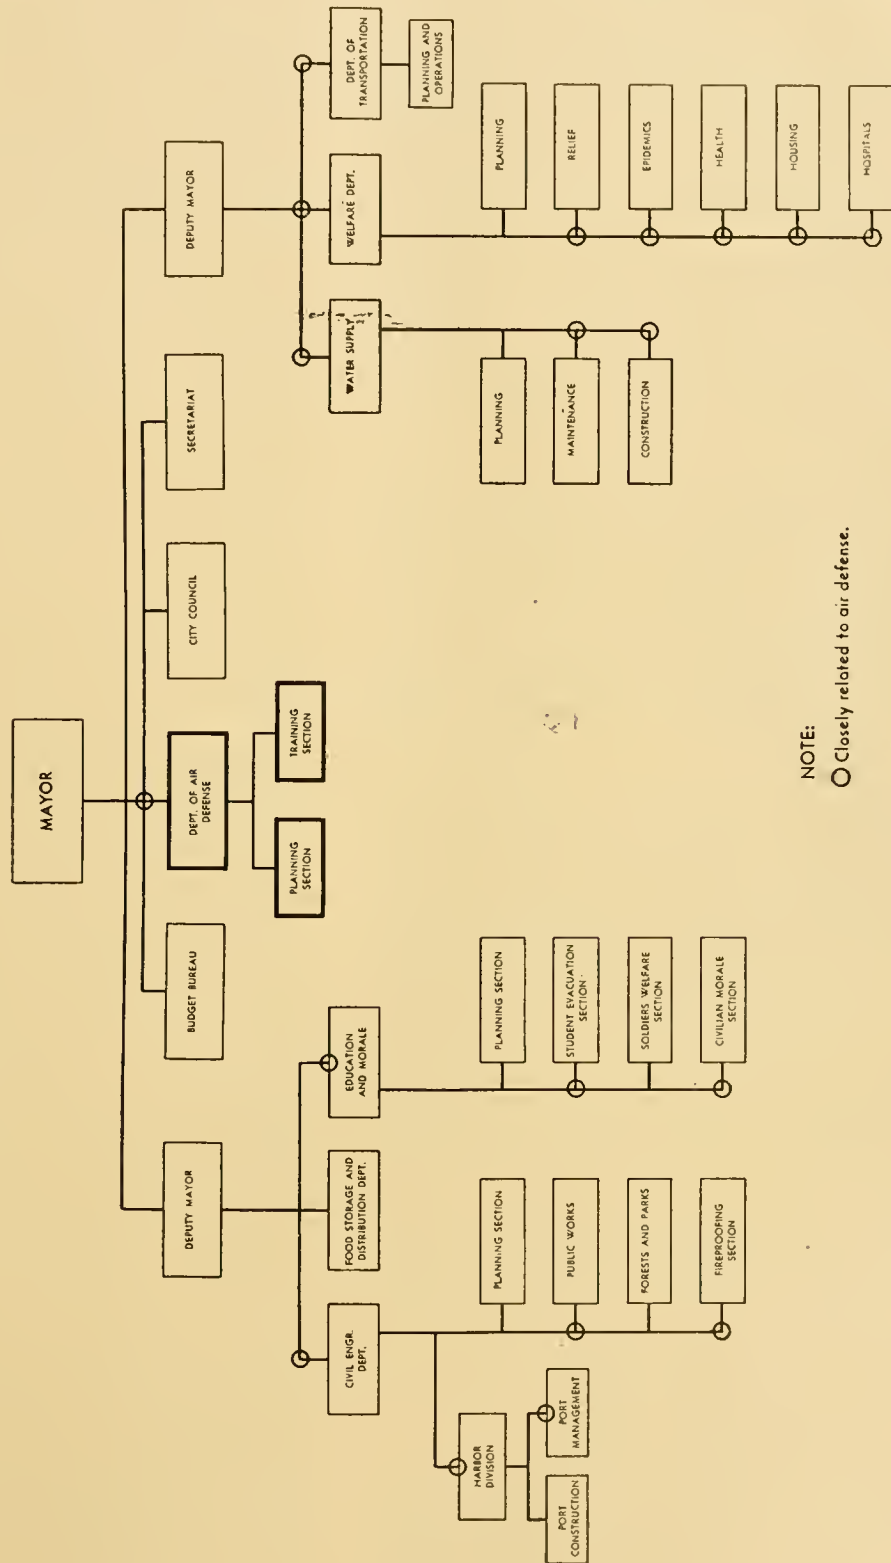 MAYOR
DEPUTY MAYOR
BUDGET BUREAU
DEPT. OF AIR
DEFENSE
CITY COUNCIL
SECRETARIAT
DEPUTY MAYOR
PLANNING
SECTION
TRAINING
SECTION
CIVIL ENGR.
DEPT.
FOOD STORAGE AND
DISTRIBUTION DEPT.
EDUCATION
AND MORALE
WATER SUPPLY
WELFARE DEPT.
DEPT. OF
TRANSPORTATION
PLANNING AND
OPERATIONS
HARBOR
DIVISION
PORT
CONSTRUCTION
PORT
MANAGEMENT
PLANNING SECTION
PUBLIC WORKS
FORESTS AND PARKS
FIREPROOFING
SECTION
PLANNING SECTION
STUDENT EVACUATION
SECTION
SOLDIERS WELFARE
SECTION
CIVILIAN MORALE
SECTION
PLANNING
MAINTENANCE
CONSTRUCTION
PLANNING
RELIEF
EPIDEMICS
HEALTH
HOUSING
HOSPITALS
NOTE:
Closely related to air defense.